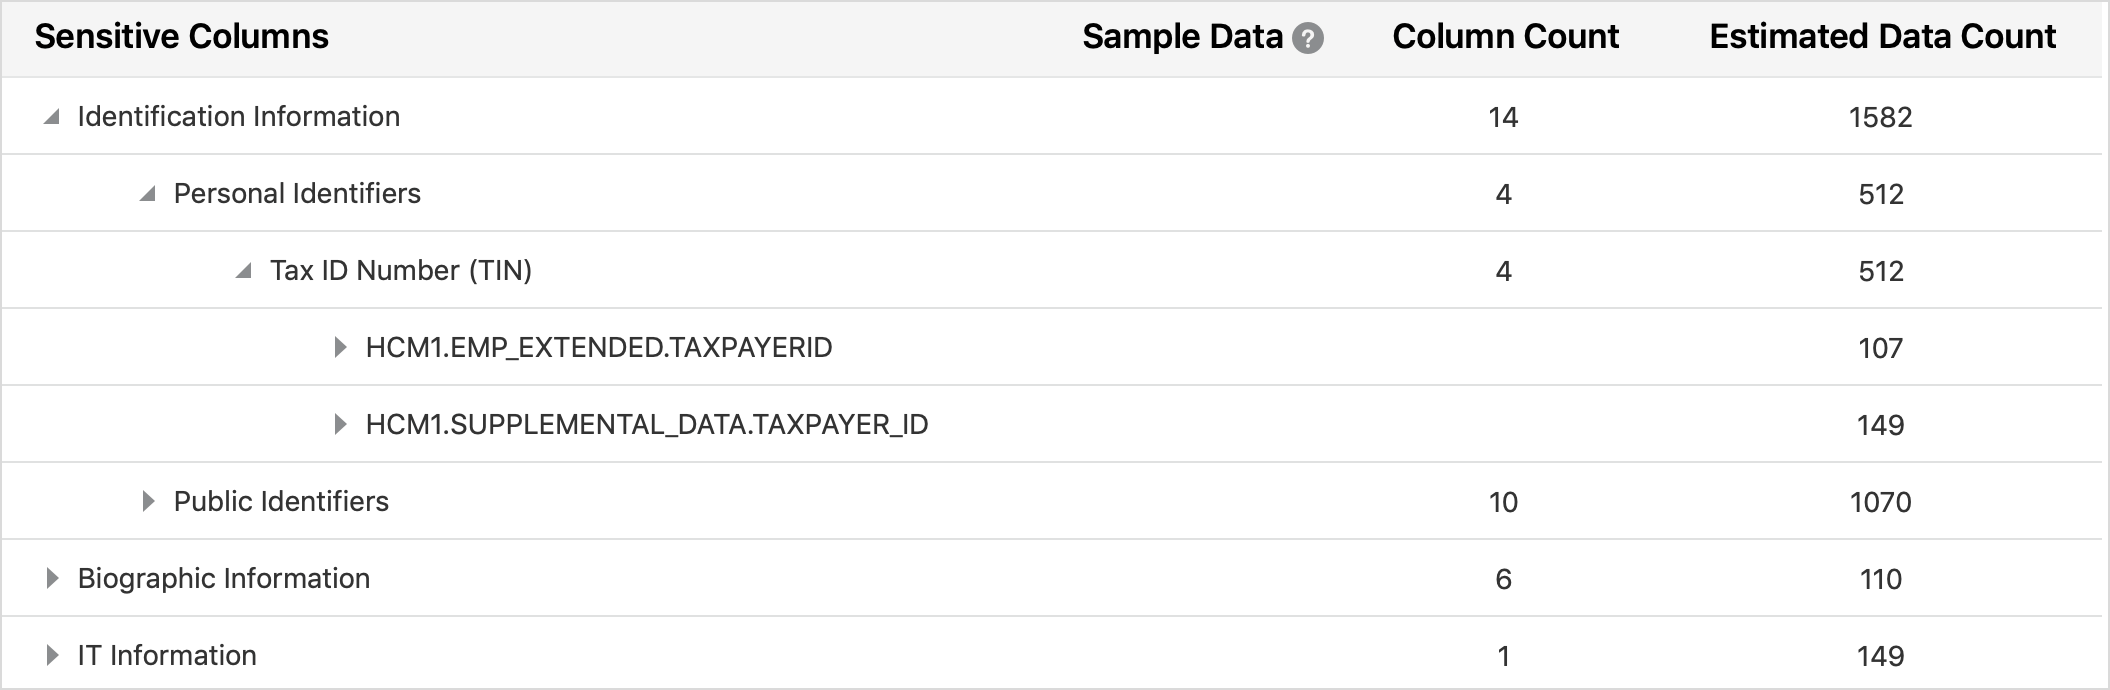 Sensitive Columns Sample Data ? Column Count Estimated Data Count
Identification Information 14 1582
Personal Identifiers 4 512
Tax ID Number (TIN) 4 512
HCM1.EMP_EXTENDED.TAXPAYERID 107
HCM1.SUPPLEMENTAL_DATA.TAXPAYER_ID 149
Public Identifiers 10 1070
Biographic Information 6 110
IT Information 1 149